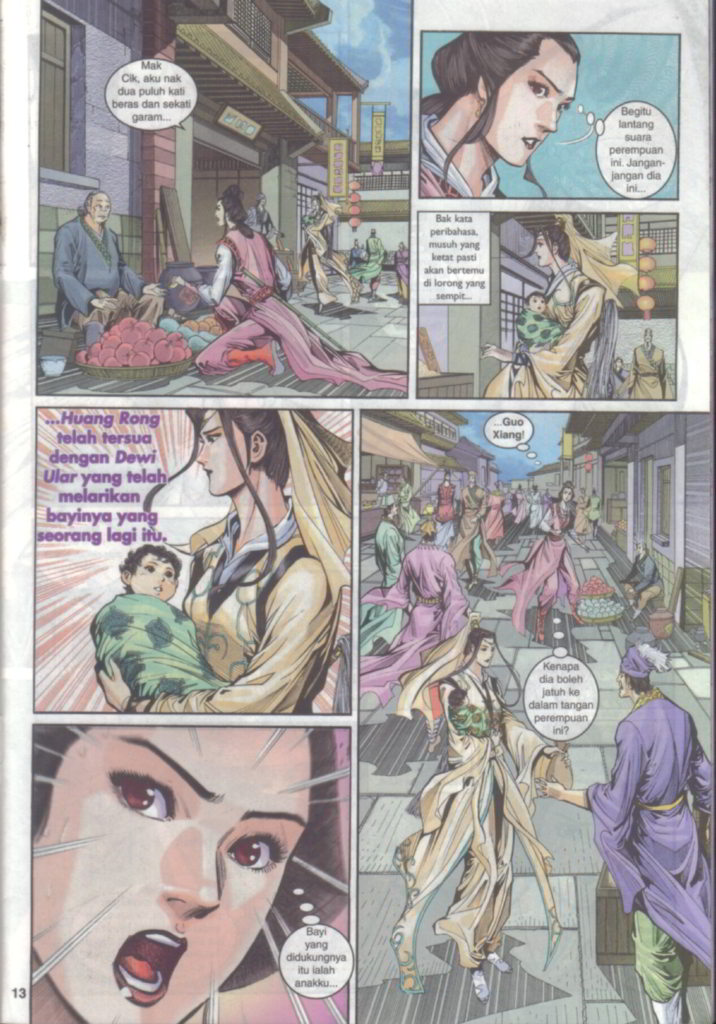 Mak
Cik, aku nak
dua puluh kati
beras dan sekati
garam...
Begitu
lantang
suara
perempuan
ini. Jangan-
jangan dia
ini...
Bak kata
peribahasa,
musuh yang
ketat pasti
akan bertemu
di lorong yang
sempit...
...Huang Rong
telah tersua
dengan Dewi
Ular yang telah
melarikan
bayinya yang
seorang lagi itu.
...Guo
Xiang!
Kenapa
dia boleh
jatuh ke
dalam tangan
perempuan
ini?
Bayi
yang
didukungnya
itu ialah
anakku...
13